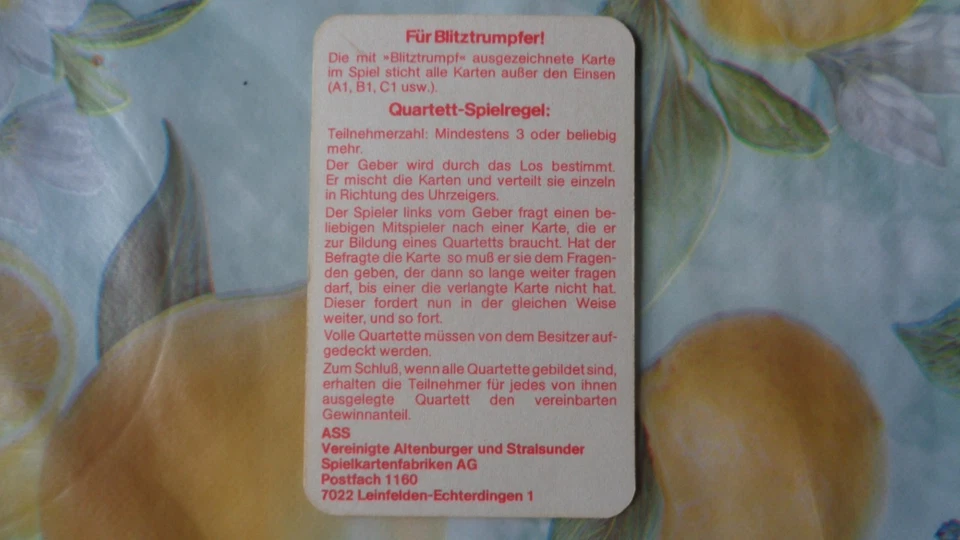 Für Blitztrumpfer!
Die mit »Blitztrumpf« ausgezeichnete Karte
im Spiel sticht alle Karten außer den Einsen
(A1, B1, C1 usw.).
Quartett-Spielregel:
Teilnehmerzahl: Mindestens 3 oder beliebig
mehr.
Der Geber wird durch das Los bestimmt.
Er mischt die Karten und verteilt sie einzeln
in Richtung des Uhrzeigers.
Der Spieler links vom Geber fragt einen be-
liebigen Mitspieler nach einer Karte, die er
zur Bildung eines Quartetts braucht. Hat der
Befragte die Karte so muß er sie dem Fragen-
den geben, der dann so lange weiter fragen
darf, bis einer die verlangte Karte nicht hat.
Dieser fordert nun in der gleichen Weise
weiter, und so fort.
Volle Quartette müssen von dem Besitzer auf-
gedeckt werden.
Zum Schluß, wenn alle Quartette gebildet sind,
erhalten die Teilnehmer für jedes von ihnen
ausgelegte Quartett den vereinbarten
Gewinnanteil.
ASS
Vereinigte Altenburger und Stralsunder
Spielkartenfabriken AG
Postfach 1160
7022 Leinfelden-Echterdingen 1